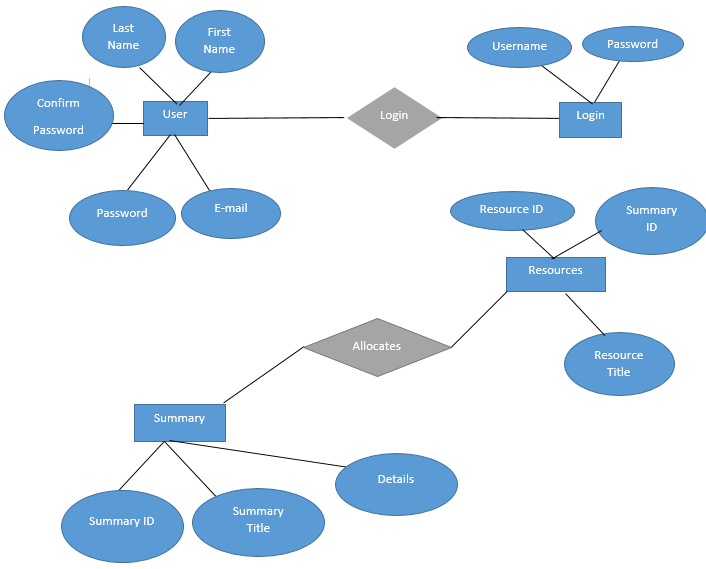 Last
Name
First
Name
Username
Password
Confirm
Password
User
Login
Login
Password
E-mail
Resource ID
Summary
ID
Resources
Allocates
Resource
Title
Summary
Details
Summary ID
Summary
Title